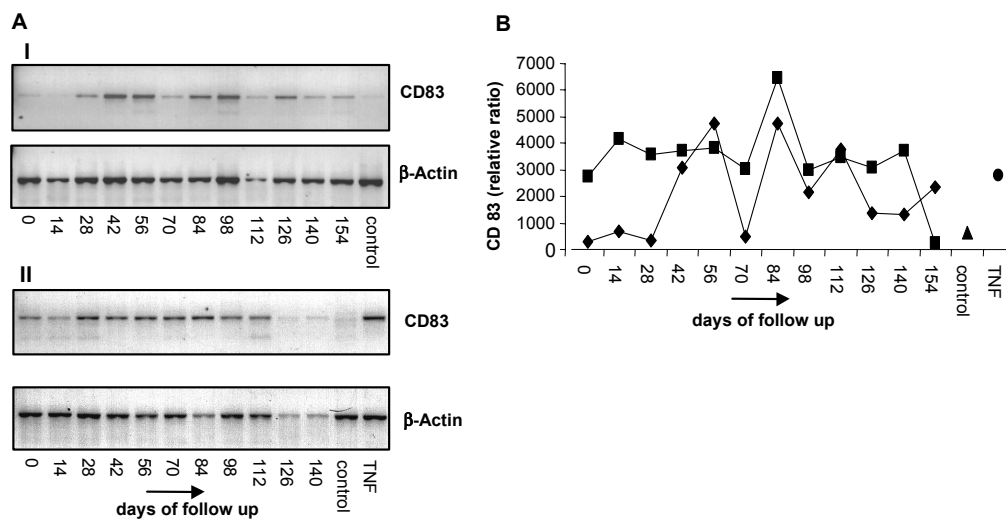 A
I
CD83
β-Actin
0 14 28 42 56 70 84 98 112 126 140 154 control
II
CD83
β-Actin
0 14 28 42 56 70 84 98 112 126 140 control TNF
days of follow up
B
CD 83 (relative ratio)
7000
6000
5000
4000
3000
2000
1000
0
0 14 28 42 56 70 84 98 112 126 140 154 control TNF
days of follow up